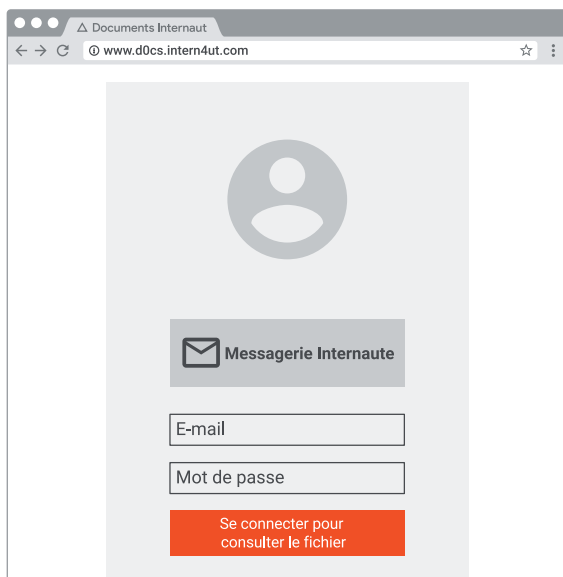 Documents Internaut
www.d0cs.intern4ut.com
Messagerie Internaute
E-mail
Mot de passe
Se connecter pour
consulter le fichier